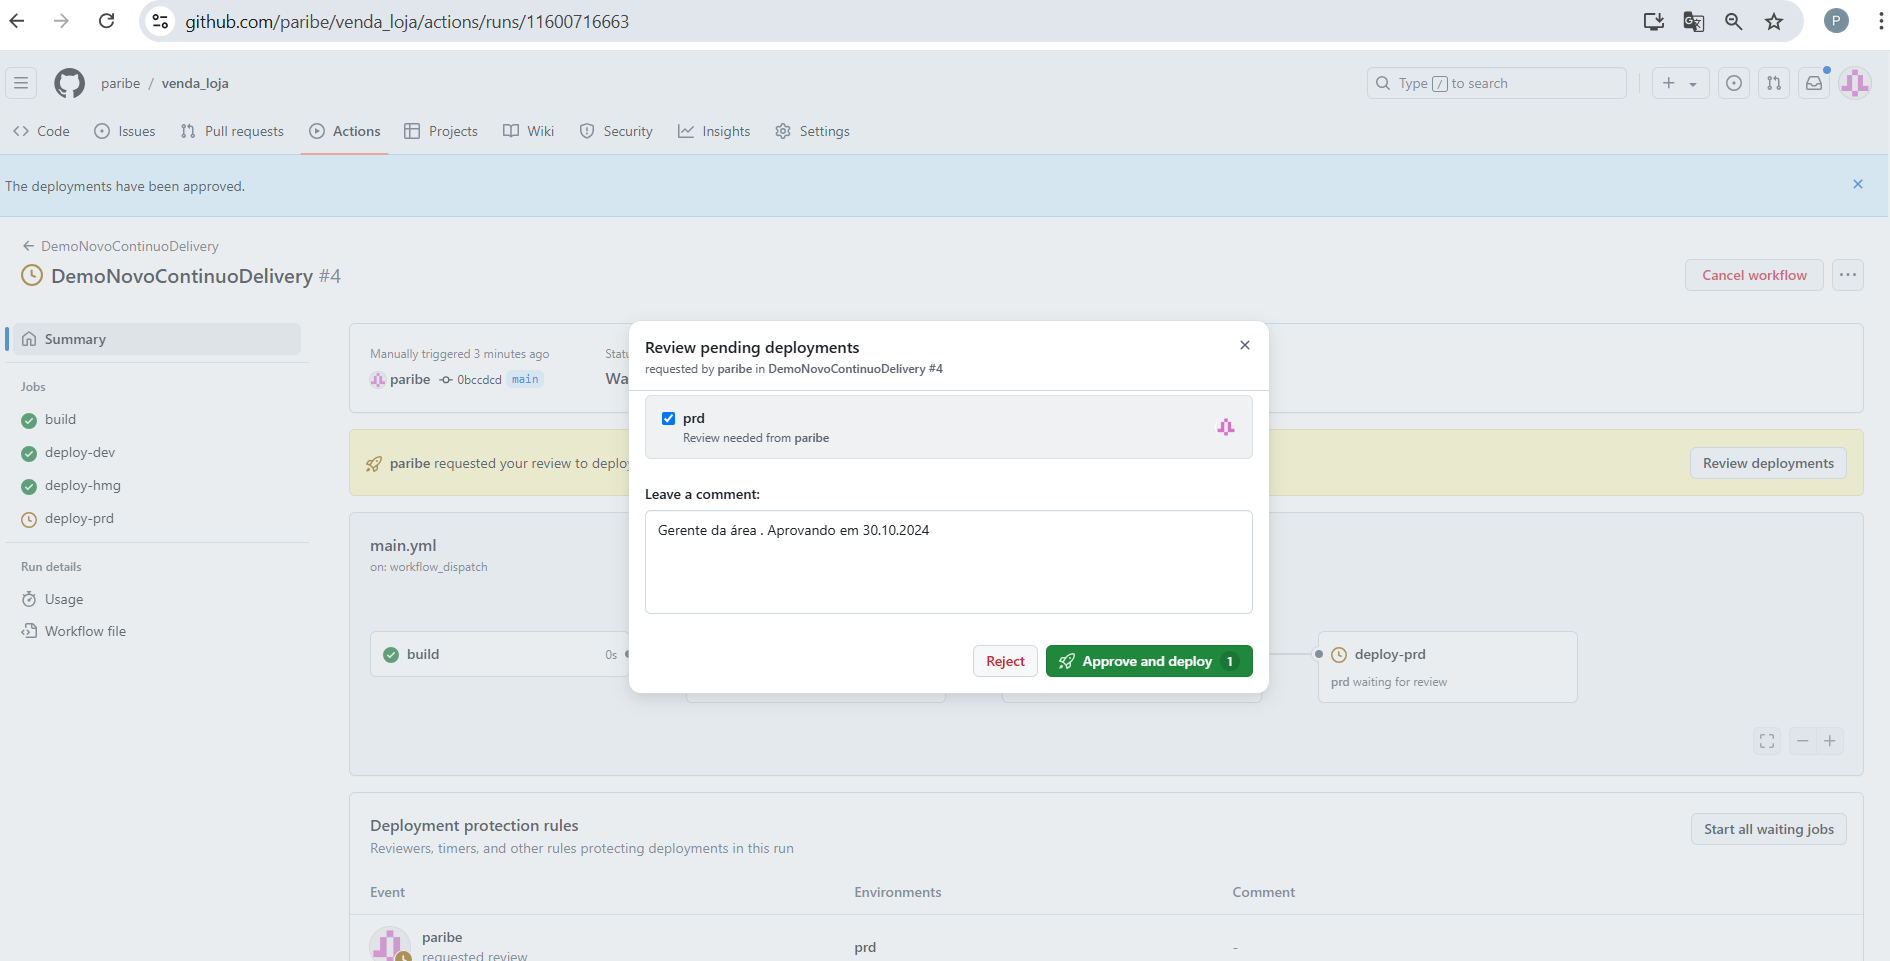 github.com/paribe/venda_loja/actions/runs/11600716663
P
paribe / venda_loja
Type / to search
Code
Issues
Pull requests
Actions
Projects
Wiki
Security
Insights
Settings
The deployments have been approved.
DemoNovoContinuoDelivery
DemoNovoContinuoDelivery #4
Cancel workflow
Summary
Jobs
build
deploy-dev
deploy-hmg
deploy-prd
Run details
Usage
Workflow file
Manually triggered 3 minutes ago
paribe 0bccdcd main
Statu
Wa
paribe requested your review to deploy
Review deployments
main.yml
on: workflow_dispatch
build
0s
deploy-prd
prd waiting for review
Review pending deployments
requested by paribe in DemoNovoContinuoDelivery #4
prd
Review needed from paribe
Leave a comment:
Gerente da área . Aprovando em 30.10.2024
Reject
Approve and deploy 1
Deployment protection rules
Reviewers, timers, and other rules protecting deployments in this run
Start all waiting jobs
Event
Environments
Comment
paribe
requested review
prd
-